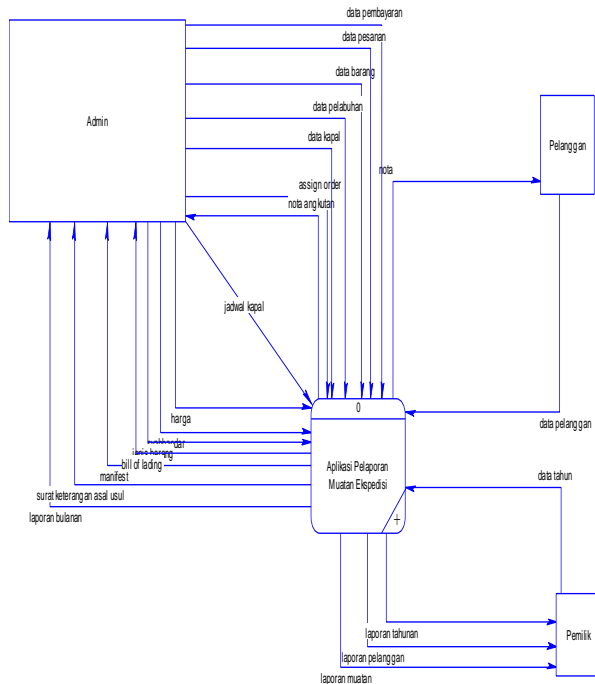 data pembayaran
data pesanan
data barang
data pelabuhan
data kapal
Admin
Pelanggan
nota
assign order
nota angkutan
jadwal kapal
0
harga
data pelanggan
bill of lading
Aplikasi Pelaporan
Muatan Ekspedisi
manifest
data tahun
surat keterangan asal usul
laporan bulanan
+
laporan tahunan
Pemilik
laporan pelanggan
laporan muatan